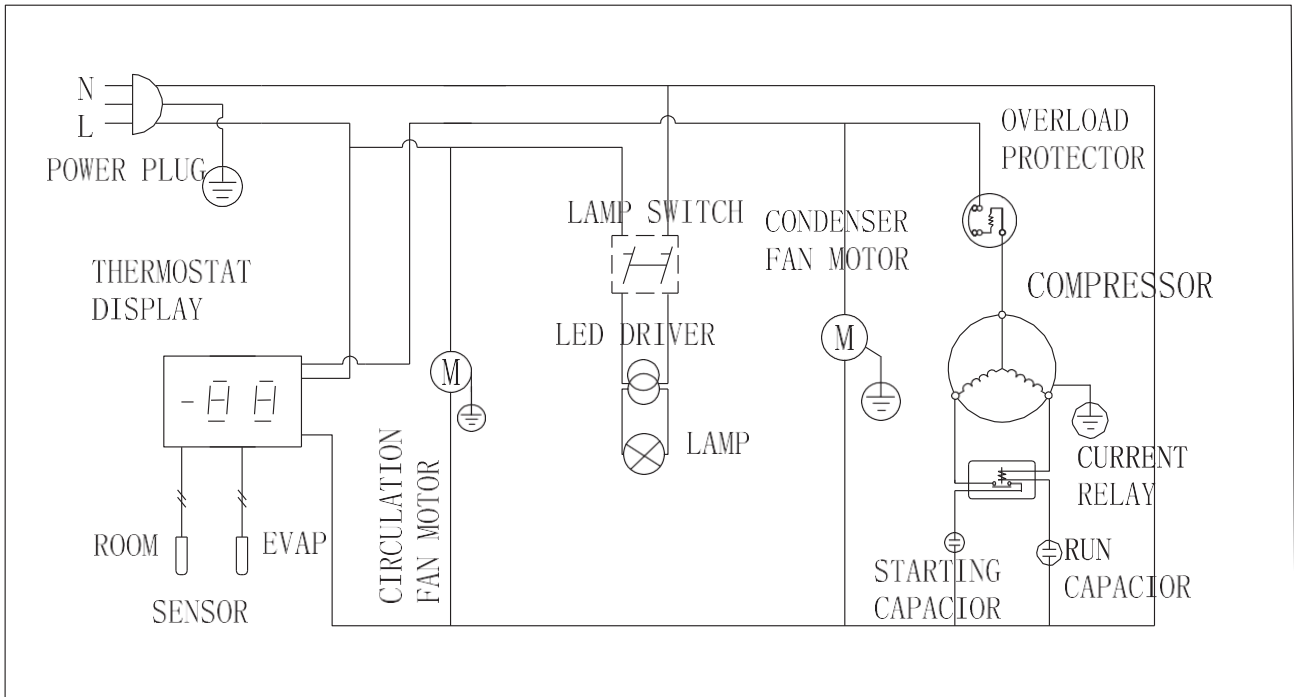 N
L
POWER PLUG
THERMOSTAT
DISPLAY
-88
ROOM
EVAP
SENSOR
CIRCULATION
FAN MOTOR
M
LAMP SWITCH
LED DRIVER
LAMP
CONDENSER
FAN MOTOR
M
OVERLOAD
PROTECTOR
COMPRESSOR
CURRENT
RELAY
STARTING
CAPACIOR
RUN
CAPACIOR